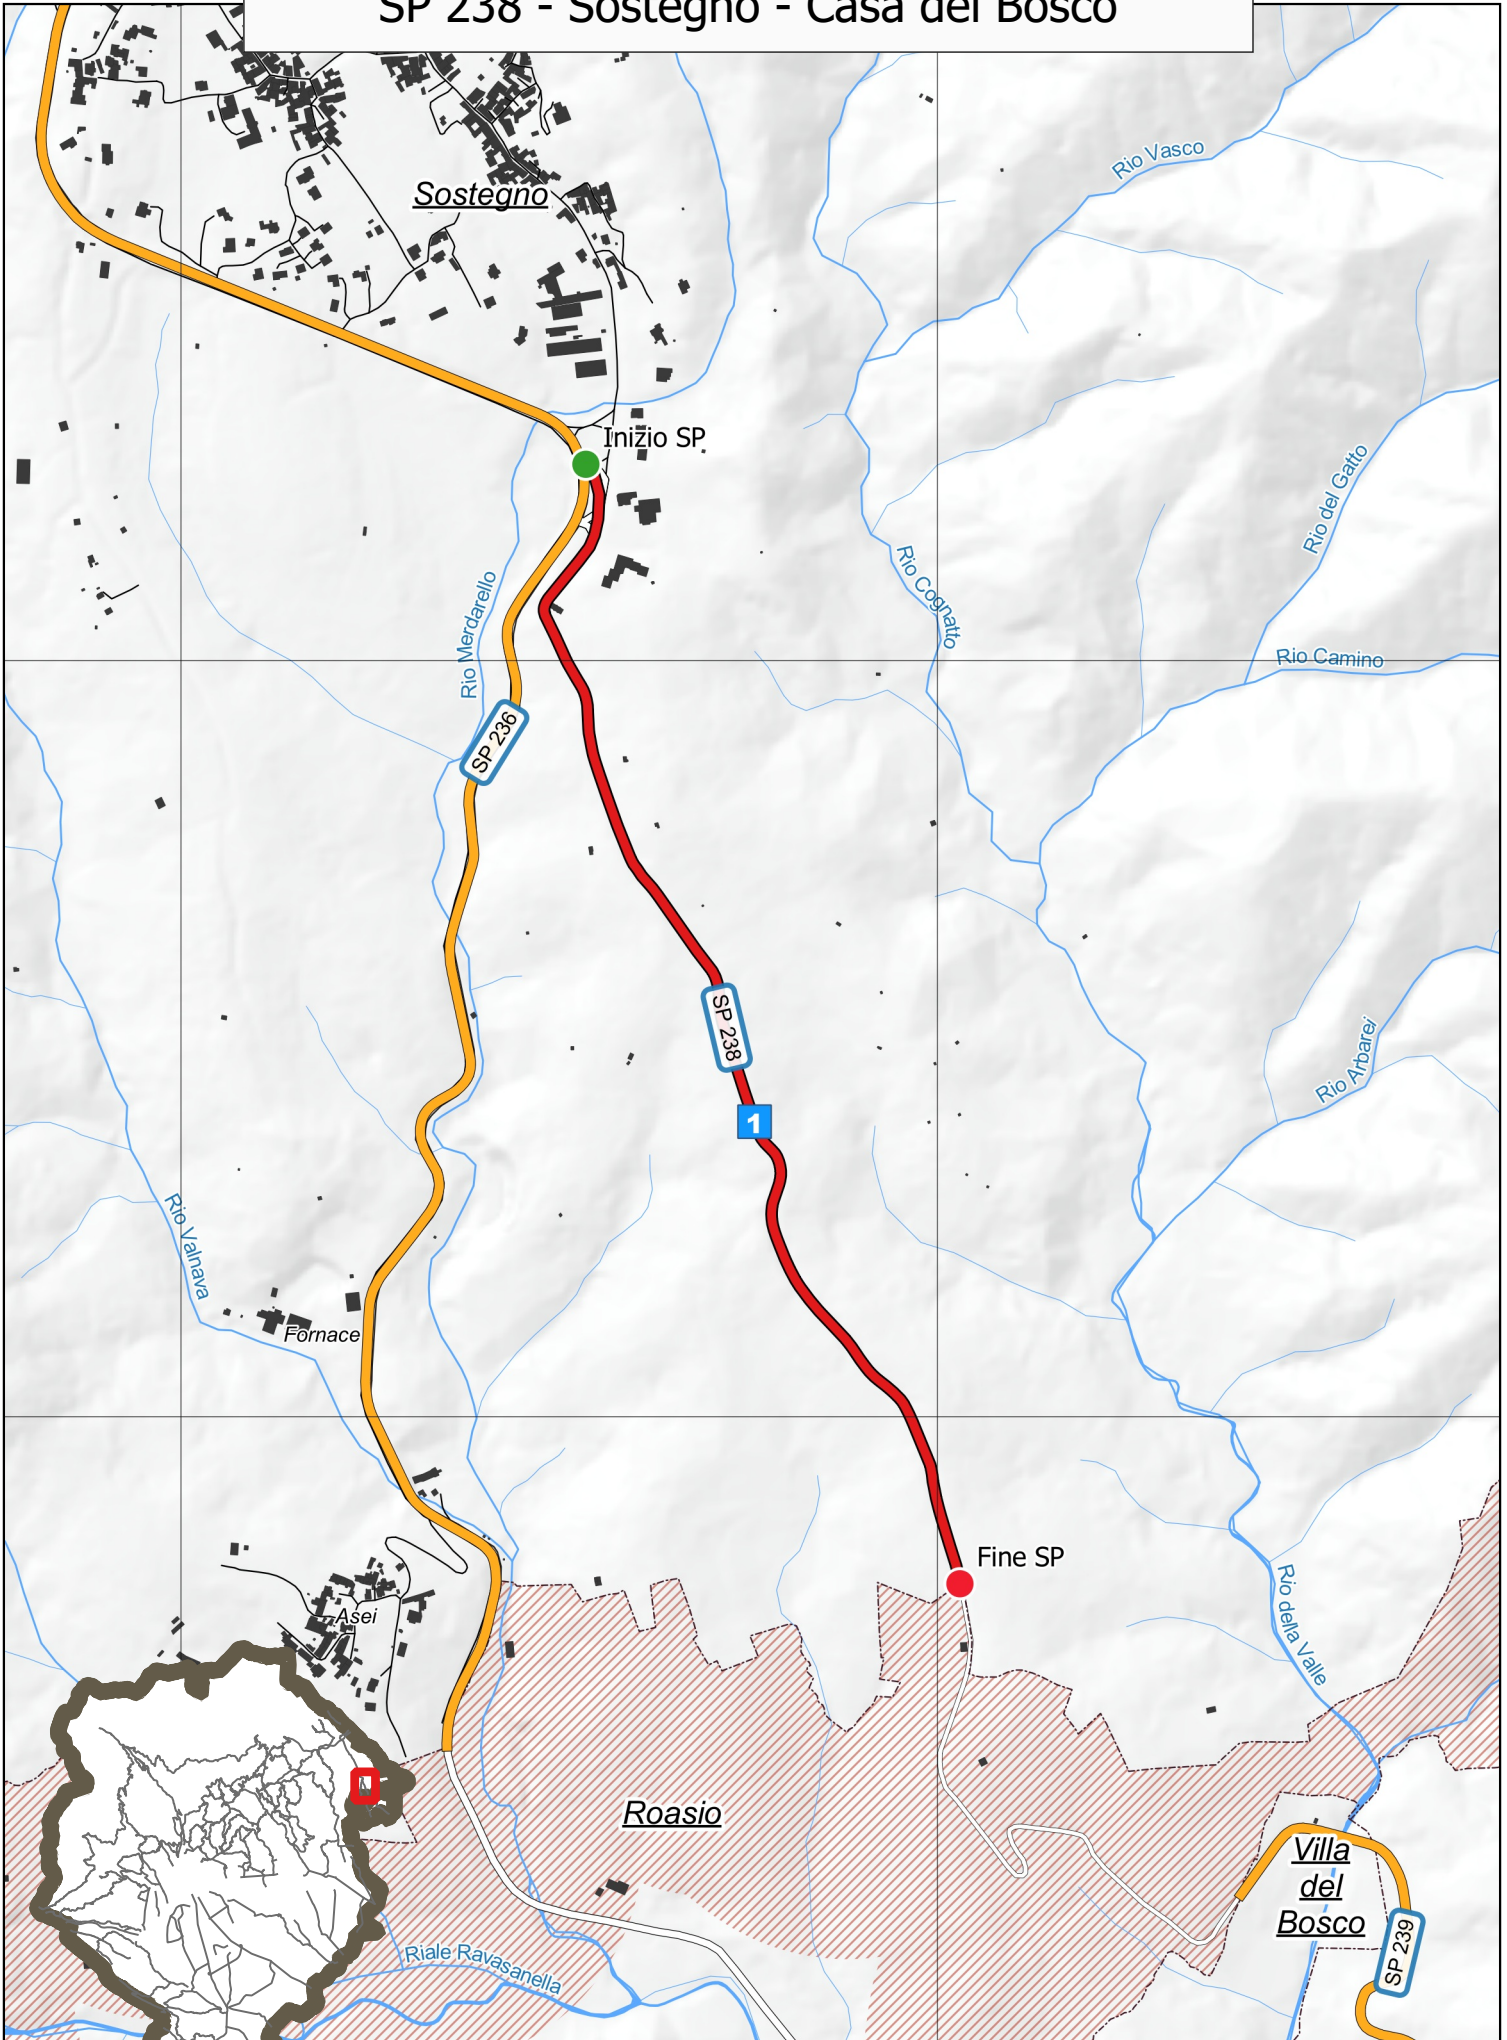 SP 238 - Sostegno - Casa del Bosco
Rio Vasco
Sostegno
Inizio SP
Rio del Gatto
Rio Cognatto
Rio Merdarello
Rio Camino
SP 236
SP 238
Rio Arbarei
1
Rio Valnava
Fornace
Fine SP
Asei
Rio della Valle
Roasio
Villa
del
Bosco
SP 239
Riale Ravasanella